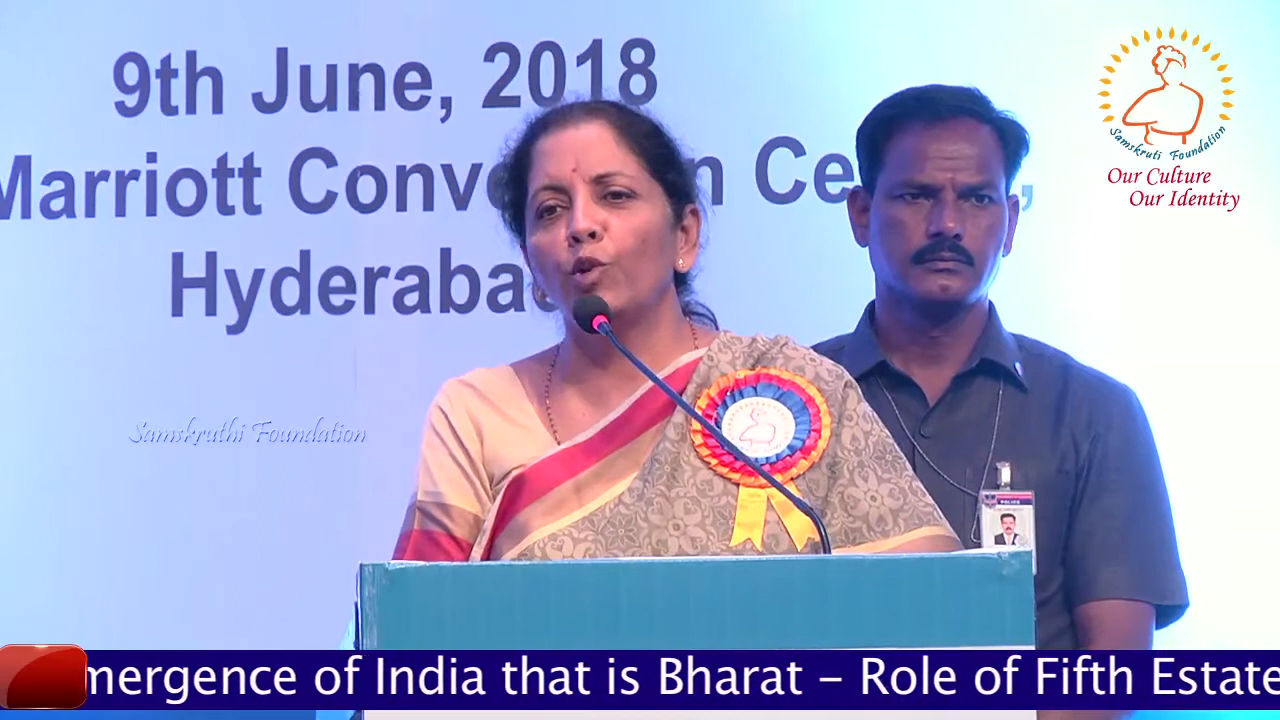 9th June, 2018
Marriott Conve n Ce ,
Hyderaba
Samskruti Foundation
Our Culture
Our Identity
Samskruthi Foundation
POLICE
mergence of India that is Bharat – Role of Fifth Estate